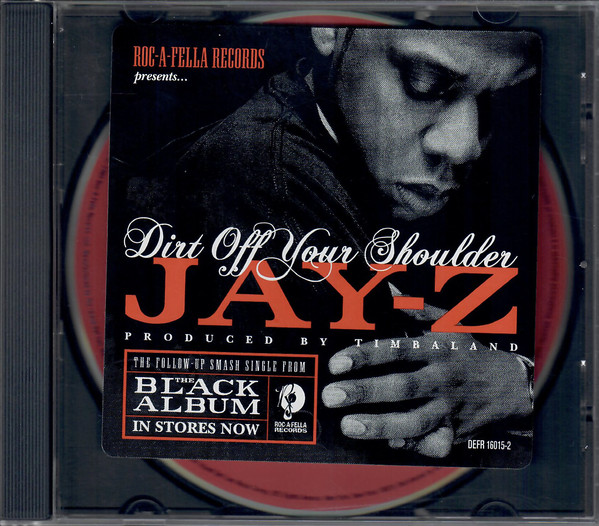 ROC-A-FELLA RECORDS
presents...
Dirt Off Your Shoulder
JAY-Z
PRODUCED BY TIMBALAND
THE FOLLOW-UP SMASH SINGLE FROM
THE
BLACK
ALBUM
IN STORES NOW
ROC-A-FELLA
RECORDS
DEFR 16015-2